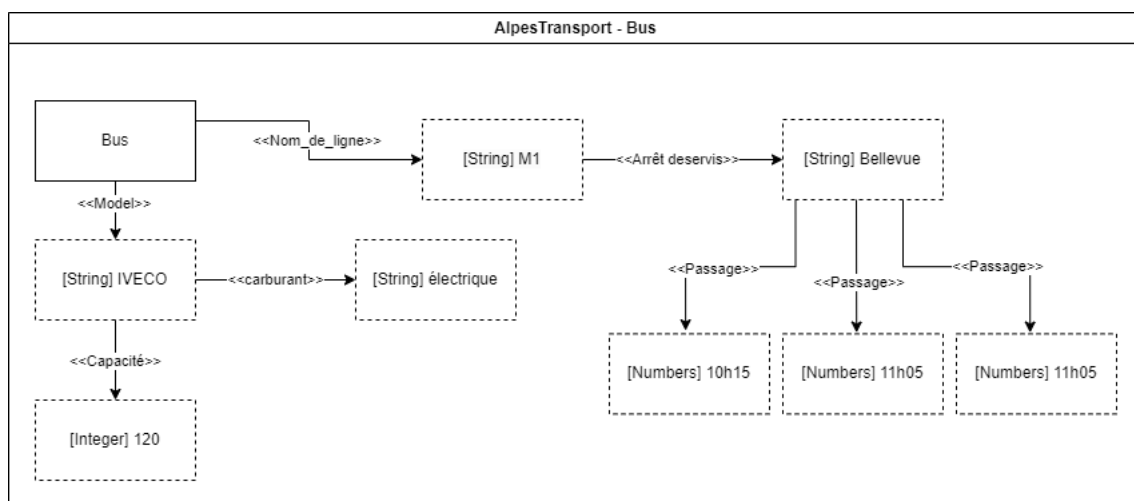 AlpesTransport - Bus
Bus
<<Nom_de_ligne>>
[String] M1
<<Arrêt deservis>>
[String] Bellevue
<<Model>>
[String] IVECO
<<carburant>>
[String] électrique
<<Passage>>
<<Passage>>
<<Passage>>
<<Capacité>>
[Numbers] 10h15
[Numbers] 11h05
[Numbers] 11h05
[Integer] 120